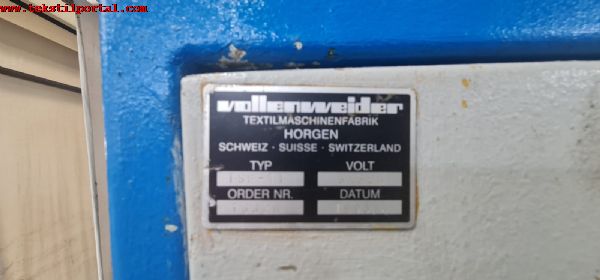 www.tekstilportal.com
vollenweider
TEXTILMASCHINENFABRIK
HORGEN
SCHWEIZ · SUISSE · SWITZERLAND
TYP VOLT
ORDER NR. DATUM